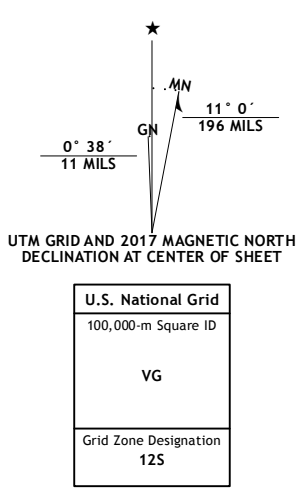 ★
MN
GN
11° 0´
196 MILS
0° 38´
11 MILS
UTM GRID AND 2017 MAGNETIC NORTH
DECLINATION AT CENTER OF SHEET
U.S. National Grid
100,000-m Square ID
VG
Grid Zone Designation
12S